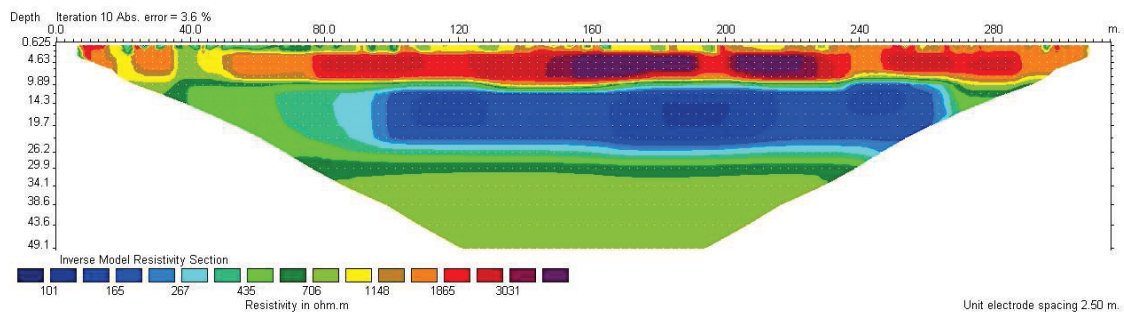 Depth Iteration 10 Abs. error = 3.6 %
0.0 40.0 80.0 120 160 200 240 280 m.
0.625
4.63
9.89
14.3
19.7
26.2
29.9
34.1
38.6
43.6
49.1
Inverse Model Resistivity Section
101 165 267 435 706 1148 1865 3031
Resistivity in ohm.m Unit electrode spacing 2.50 m.